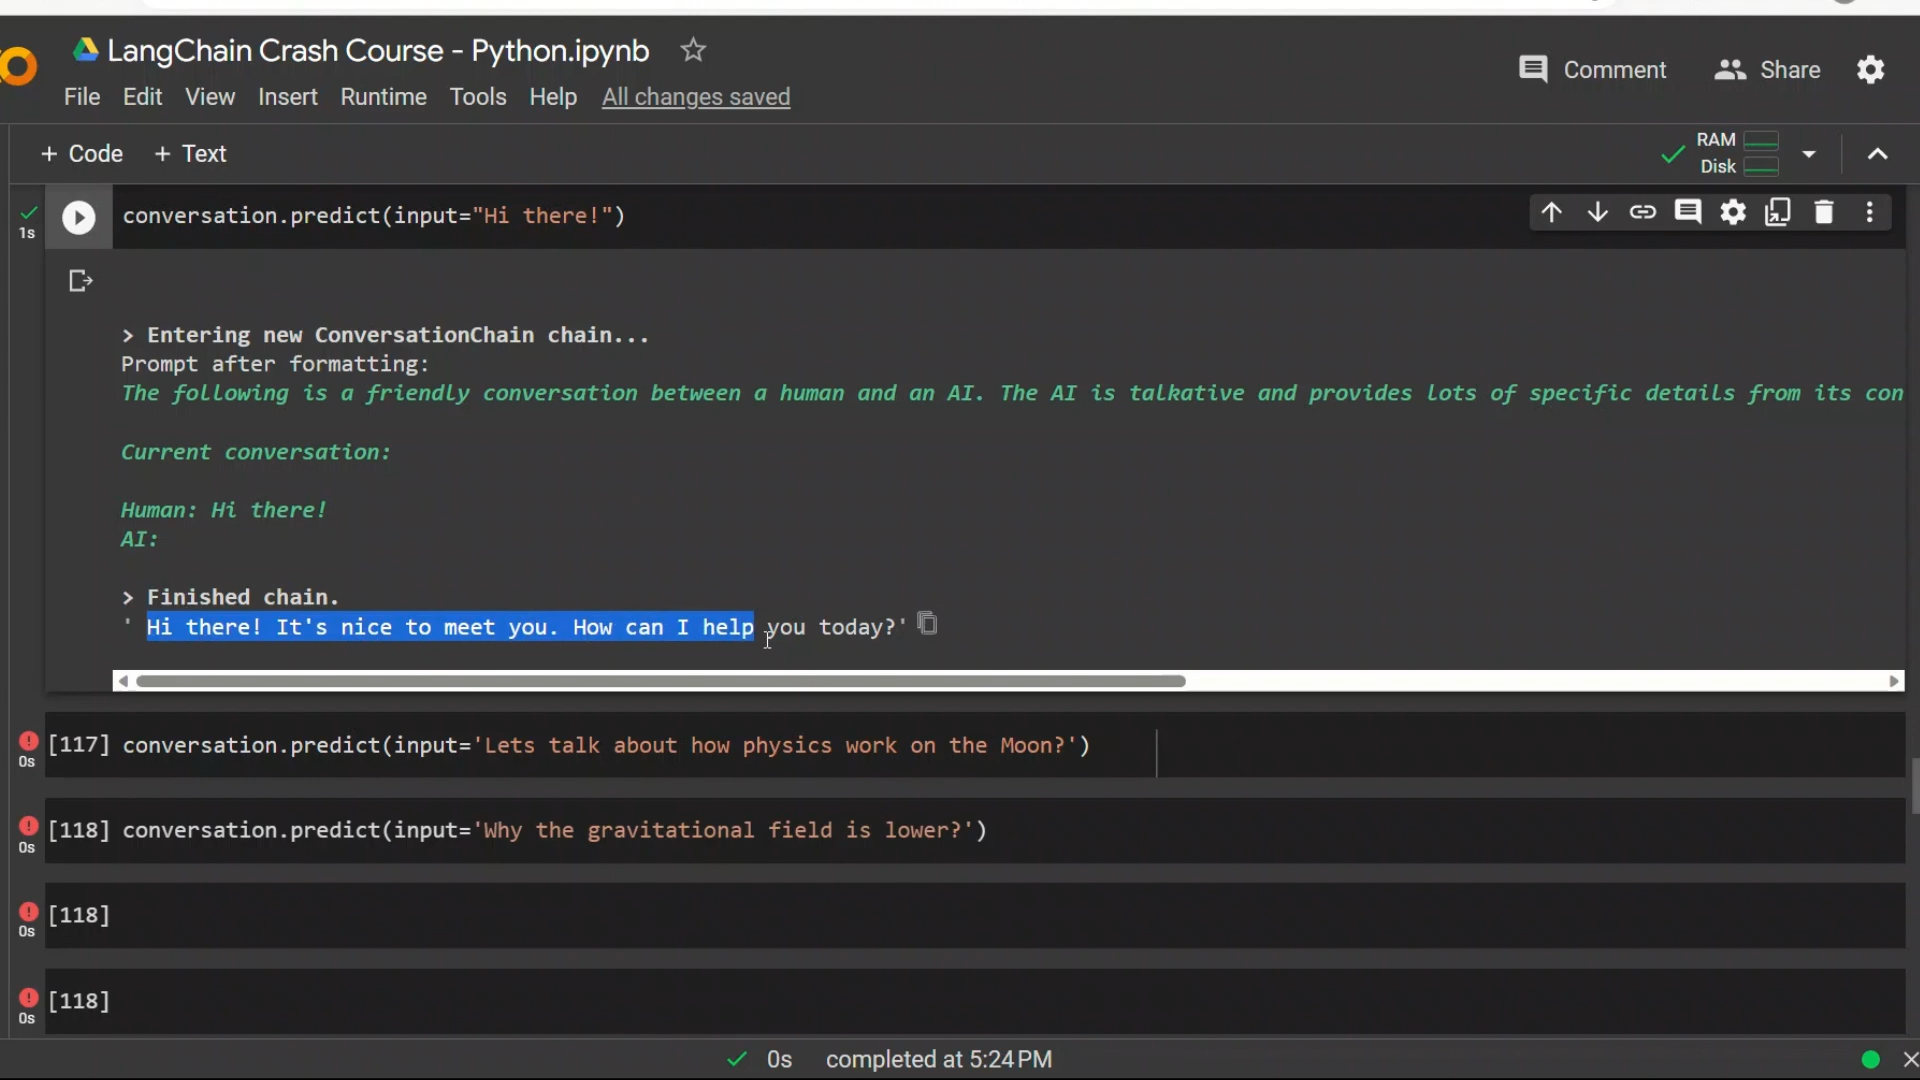 LangChain Crash Course - Python.ipynb
Comment Share
File Edit View Insert Runtime Tools Help All changes saved
+ Code + Text
RAM
Disk
1s
conversation.predict(input="Hi there!")
> Entering new ConversationChain chain...
Prompt after formatting:
The following is a friendly conversation between a human and an AI. The AI is talkative and provides lots of specific details from its con
Current conversation:
Human: Hi there!
AI:
> Finished chain.
' Hi there! It's nice to meet you. How can I help you today?'
[117] conversation.predict(input='Lets talk about how physics work on the Moon?')
0s
[118] conversation.predict(input='Why the gravitational field is lower?')
0s
[118]
0s
[118]
0s
0s completed at 5:24 PM